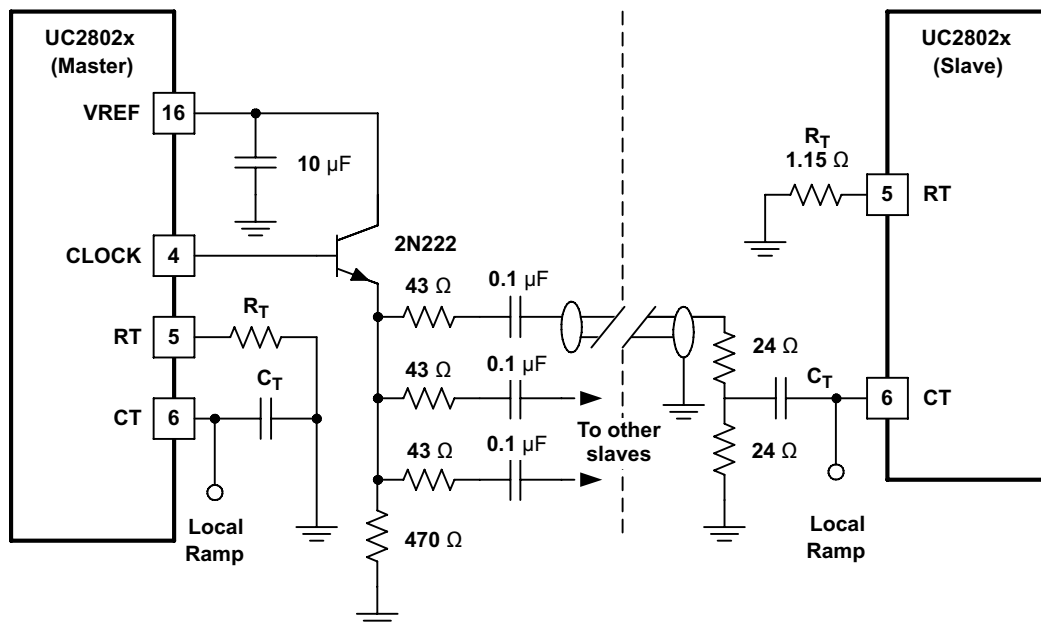 UC2802x
(Master)
VREF 16
10 µF
CLOCK 4
2N222
RT 5
RT
CT
CT 6
Local
Ramp
43 Ω
0.1 µF
43 Ω
0.1 µF
43 Ω
0.1 µF
To other
slaves
470 Ω
UC2802x
(Slave)
RT
1.15 Ω
5 RT
24 Ω
CT
6 CT
24 Ω
Local
Ramp